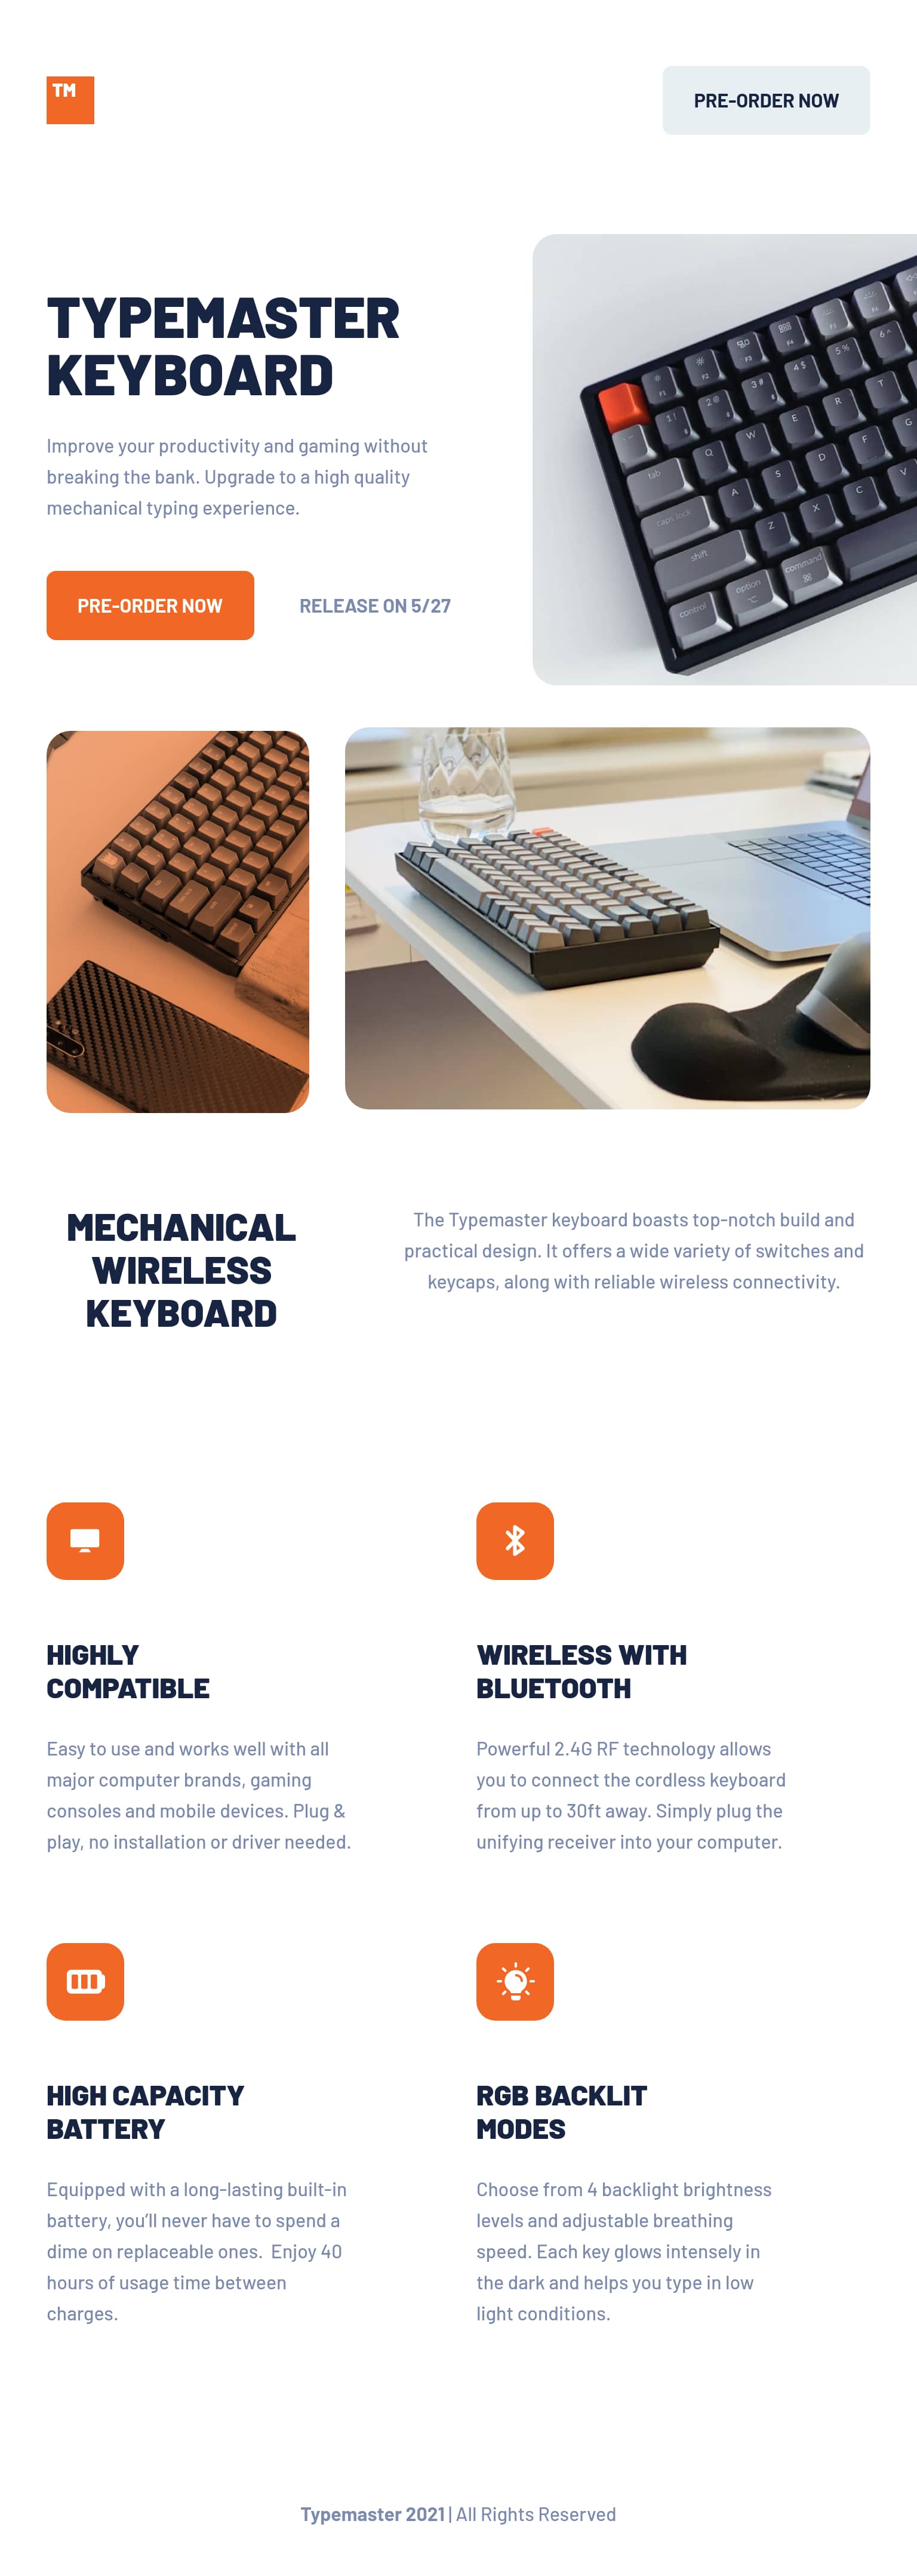 TM
PRE-ORDER NOW
TYPEMASTER
KEYBOARD
Improve your productivity and gaming without
breaking the bank. Upgrade to a high quality
mechanical typing experience.
PRE-ORDER NOW
RELEASE ON 5/27
tab
caps lock
shift
control
option
command
MECHANICAL
WIRELESS
KEYBOARD
The Typemaster keyboard boasts top-notch build and
practical design. It offers a wide variety of switches and
keycaps, along with reliable wireless connectivity.
HIGHLY
COMPATIBLE
Easy to use and works well with all
major computer brands, gaming
consoles and mobile devices. Plug &
play, no installation or driver needed.
WIRELESS WITH
BLUETOOTH
Powerful 2.4G RF technology allows
you to connect the cordless keyboard
from up to 30ft away. Simply plug the
unifying receiver into your computer.
HIGH CAPACITY
BATTERY
Equipped with a long-lasting built-in
battery, you’ll never have to spend a
dime on replaceable ones.  Enjoy 40
hours of usage time between
charges.
RGB BACKLIT
MODES
Choose from 4 backlight brightness
levels and adjustable breathing
speed. Each key glows intensely in
the dark and helps you type in low
light conditions.
Typemaster 2021 | All Rights Reserved